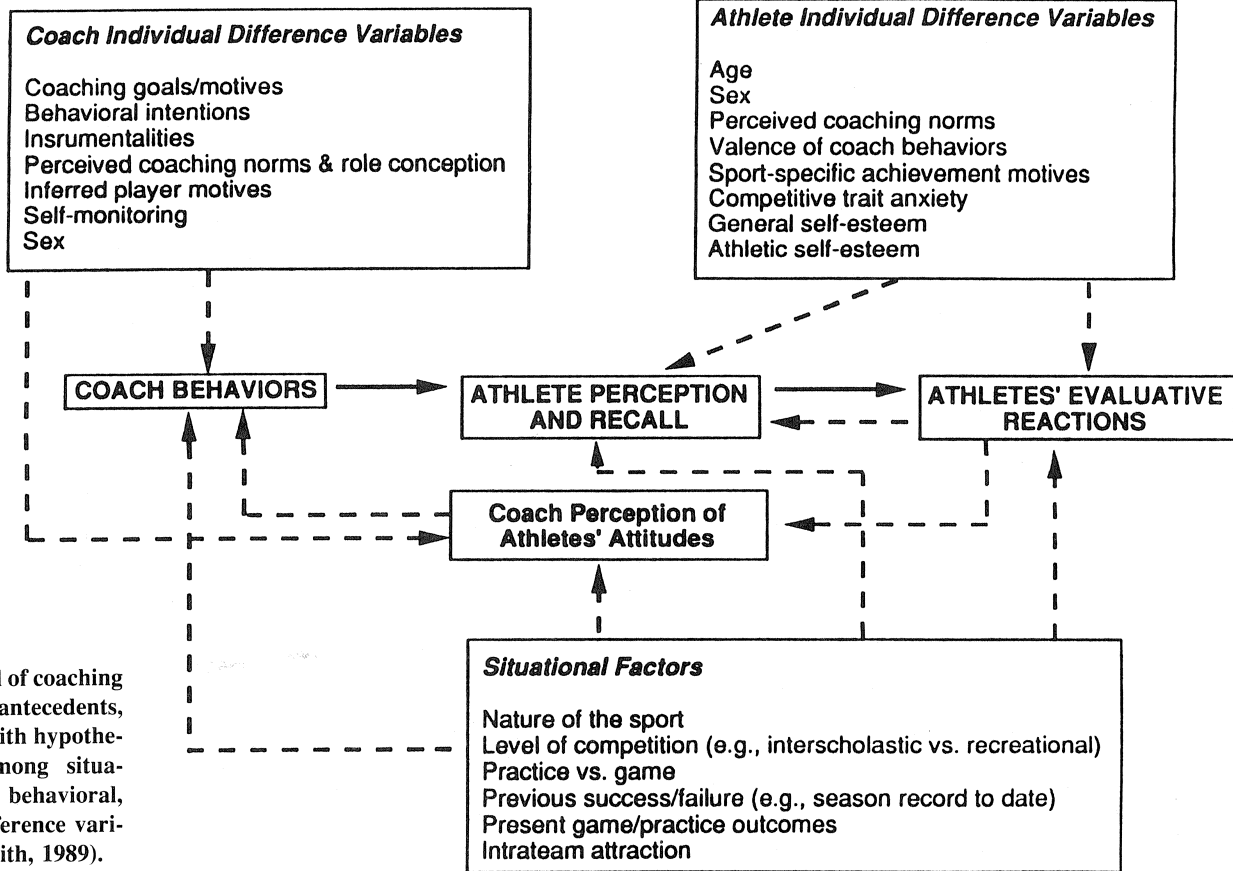 Coach Individual Difference Variables
Coaching goals/motives
Behavioral intentions
Insrumentalities
Perceived coaching norms & role conception
Inferred player motives
Self-monitoring
Sex
Athlete Individual Difference Variables
Age
Sex
Perceived coaching norms
Valence of coach behaviors
Sport-specific achievement motives
Competitive trait anxiety
General self-esteem
Athletic self-esteem
COACH BEHAVIORS
ATHLETE PERCEPTION
AND RECALL
ATHLETES' EVALUATIVE
REACTIONS
Coach Perception of
Athletes' Attitudes
Situational Factors
Nature of the sport
Level of competition (e.g., interscholastic vs. recreational)
Practice vs. game
Previous success/failure (e.g., season record to date)
Present game/practice outcomes
Intrateam attraction
of coaching
antecedents,
ith hypothe-
mong situa-
behavioral,
ference vari-
ith, 1989).